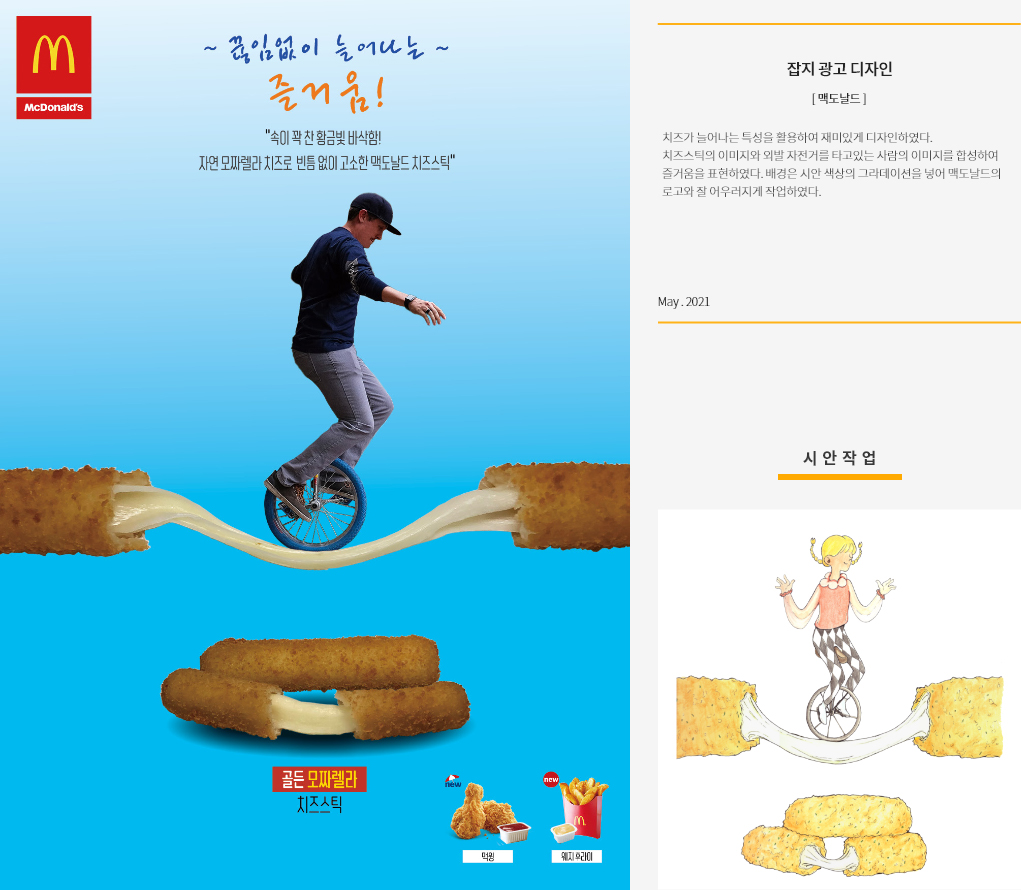 McDonald's
~ 끊임없이 늘어나는 ~
즐거움!
"속이 꽉 찬 황금빛 바삭함!
자연 모짜렐라 치즈로 빈틈 없이 고소한 맥도날드 치즈스틱"
골든 모짜렐라
치즈스틱
new
맥윙
new
웨지 후라이
잡지 광고 디자인
[ 맥도날드 ]
치즈가 늘어나는 특성을 활용하여 재미있게 디자인하였다.
치즈스틱의 이미지와 외발 자전거를 타고있는 사람의 이미지를 합성하여
즐거움을 표현하였다. 배경은 시안 색상의 그라데이션을 넣어 맥도날드의
로고와 잘 어우러지게 작업하였다.
May . 2021
시 안 작 업